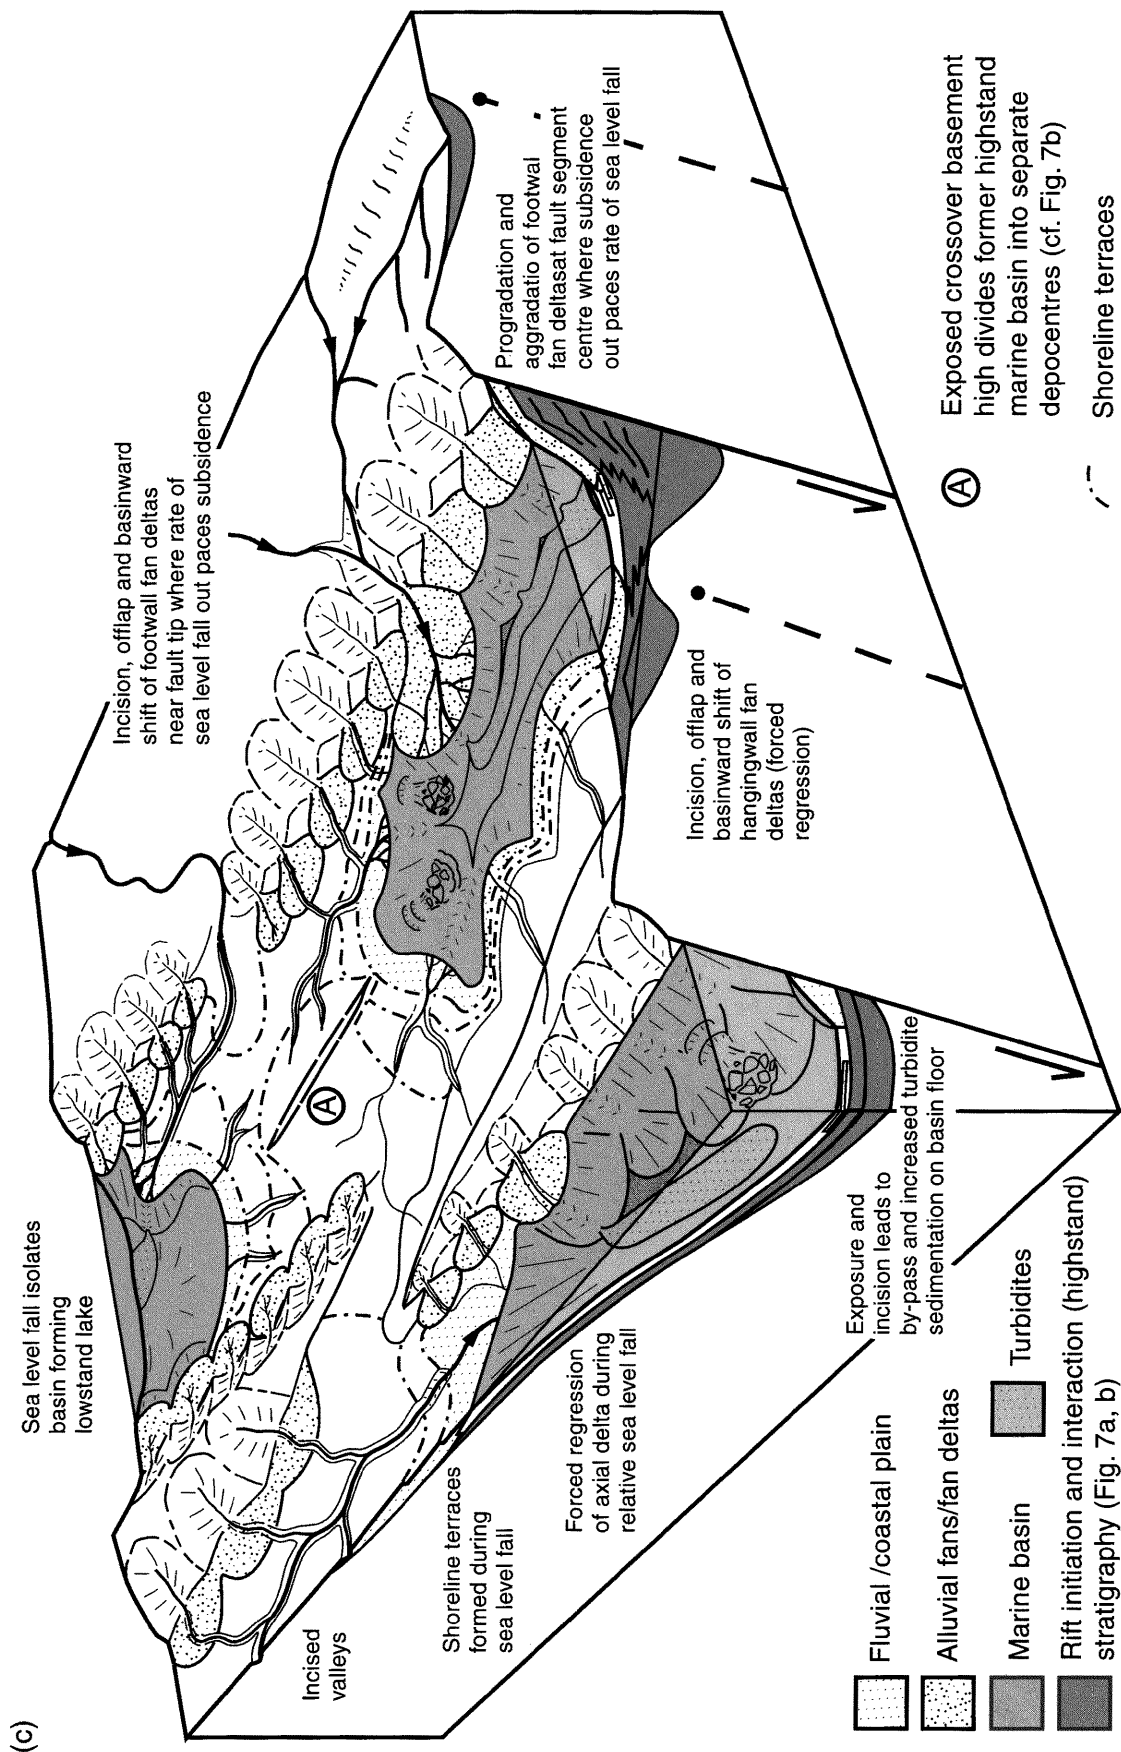 (c)
Sea level fall isolates
basin forming
lowstand lake
Incision, offlap and basinward
shift of footwall fan deltas
near fault tip where rate of
sea level fall out paces subsidence
Incised
valleys
Shoreline terraces
formed during
sea level fall
Forced regression
of axial delta during
relative sea level fall
Exposure and
incision leads to
by-pass and increased turbidite
sedimentation on basin floor
Incision, offlap and
basinward shift of
hangingwall fan
deltas (forced
regression)
Progradation and
aggradatio of footwal
fan deltasat fault segment
centre where subsidence
out paces rate of sea level fall
A
Fluvial /coastal plain
Alluvial fans/fan deltas
Marine basin
Turbidites
Rift initiation and interaction (highstand)
stratigraphy (Fig. 7a, b)
A
Exposed crossover basement
high divides former highstand
marine basin into separate
depocentres (cf. Fig. 7b)
Shoreline terraces